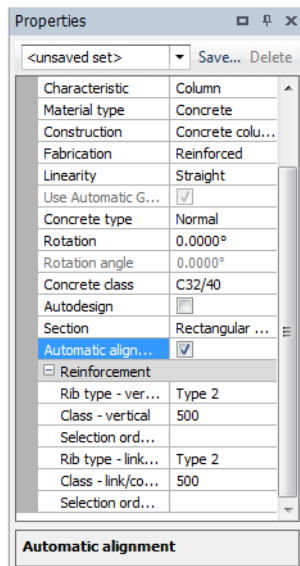 Properties
<unsaved set> Save... Delete
Characteristic Column
Material type Concrete
Construction Concrete colu...
Fabrication Reinforced
Linearity Straight
Use Automatic G...
Concrete type Normal
Rotation 0.0000°
Rotation angle 0.0000°
Concrete class C32/40
Autodesign
Section Rectangular ...
Automatic align...
Reinforcement
Rib type - ver... Type 2
Class - vertical 500
Selection ord...
Rib type - link... Type 2
Class - link/co... 500
Selection ord...
Automatic alignment